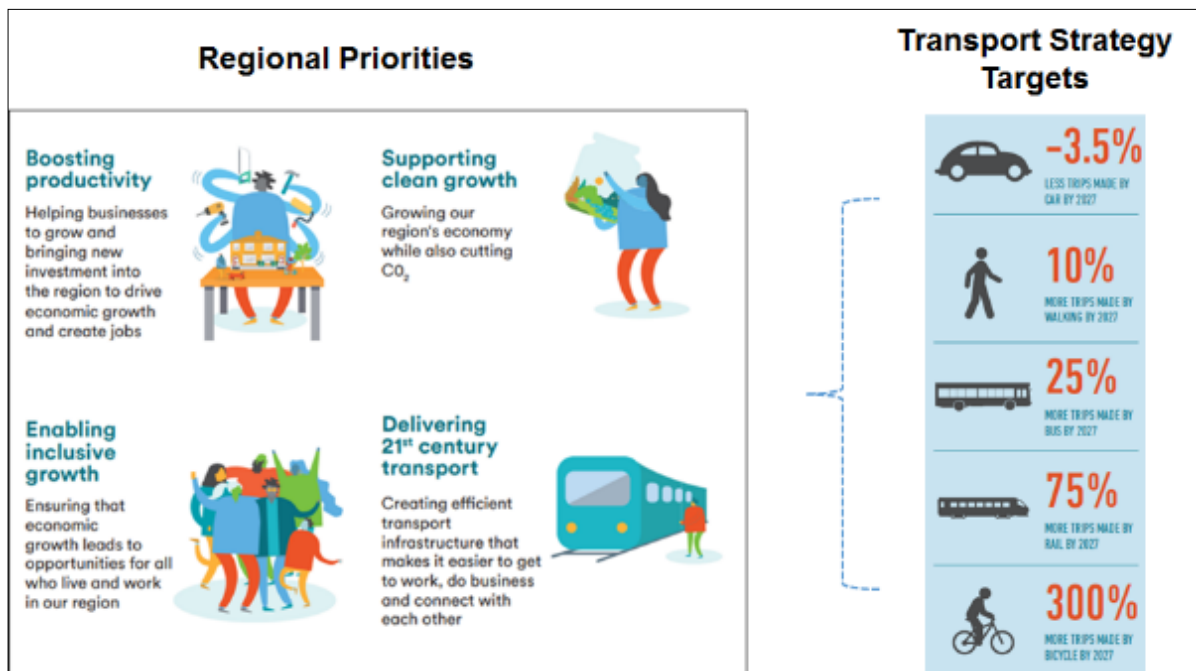 Regional Priorities
Boosting
productivity
Helping businesses
to grow and
bringing new
investment into
the region to drive
economic growth
and create jobs
Supporting
clean growth
Growing our
region's economy
while also cutting
C0₂
Enabling
inclusive
growth
Ensuring that
economic
growth leads to
opportunities for all
who live and work
in our region
Delivering
21st century
transport
Creating efficient
transport
infrastructure that
makes it easier to get
to work, do business
and connect with
each other
Transport Strategy
Targets
-3.5%
LESS TRIPS MADE BY
CAR BY 2027
10%
MORE TRIPS MADE BY
WALKING BY 2027
25%
MORE TRIPS MADE BY
BUS BY 2027
75%
MORE TRIPS MADE BY
RAIL BY 2027
300%
MORE TRIPS MADE BY
BICYCLE BY 2027